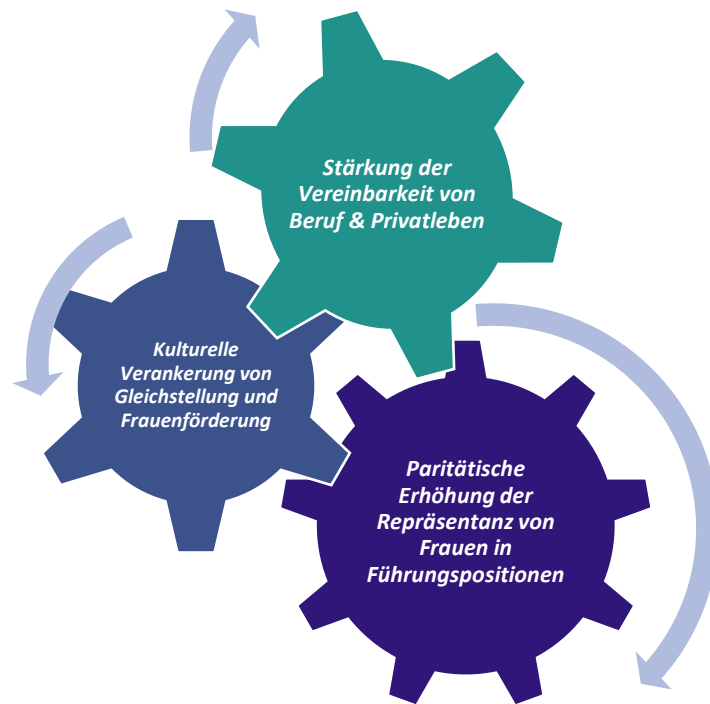 Stärkung der
Vereinbarkeit von
Beruf & Privatleben
Kulturelle
Verankerung von
Gleichstellung und
Frauenförderung
Paritätische
Erhöhung der
Repräsentanz von
Frauen in
Führungspositionen